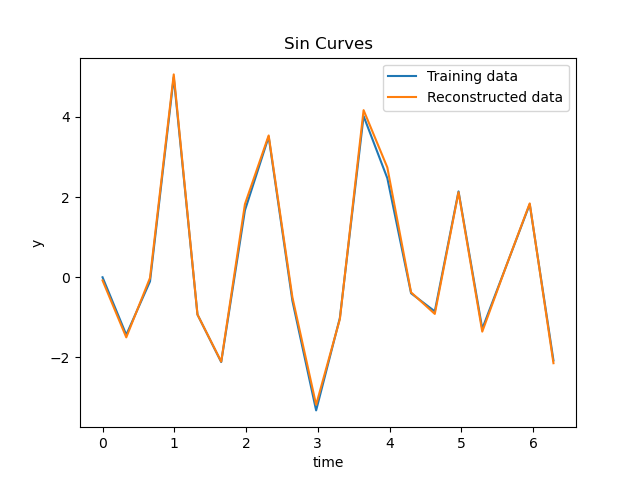 Sin Curves
Training data
Reconstructed data
4
2
0
−2
y
0 1 2 3 4 5 6
time